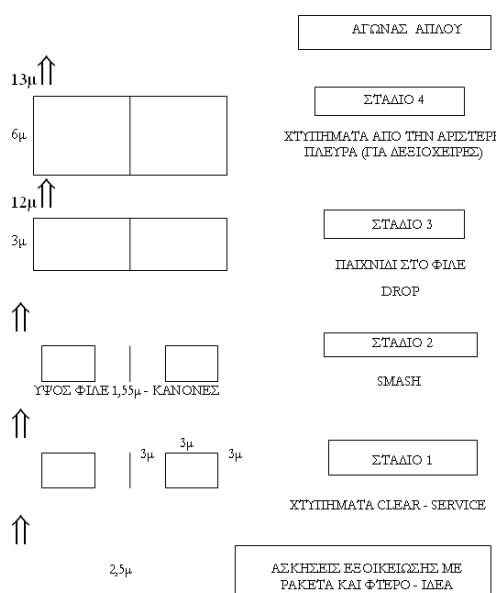 ΑΓΩΝΑΣ ΑΠΛΟΥ
13μ
ΣΤΑΔΙΟ 4
6μ
ΧΤΥΠΗΜΑΤΑ ΑΠΟ ΤΗΝ ΑΡΙΣΤΕΡΕ
ΠΛΕΥΡΑ (ΓΙΑ ΔΕΞΙΟΧΕΙΡΕΣ)
12μ
ΣΤΑΔΙΟ 3
3μ
ΠΑΙΧΝΙΔΙ ΣΤΟ ΦΙΛΕ
DROP
ΣΤΑΔΙΟ 2
ΥΨΟΣ ΦΙΛΕ 1,55μ - ΚΑΝΟΝΕΣ
SMASH
3μ
3μ
3μ
ΣΤΑΔΙΟ 1
ΧΤΥΠΗΜΑΤΑ CLEAR - SERVICE
2,5μ
ΑΣΚΗΣΕΙΣ ΕΞΟΙΚΕΙΩΣΗΣ ΜΕ
ΡΑΚΕΤΑ ΚΑΙ ΦΤΕΡΟ - ΙΔΕΑ